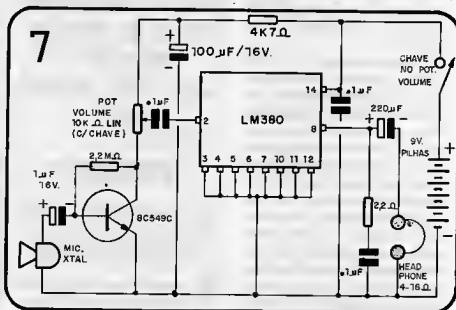 7
4K7Ω
100µF/16V.
CHAVE
NO POT.
VOLUME
POT
VOLUME
10K Ω LIN
(C/CHAVE)
.1µF
14
.1µF
220µF
2
LM380
8
9V.
PILHAS
2,2MΩ
3 4 5 6 7 10 11 12
1µF
16V.
BC549C
2,2Ω
MIC.
XTAL
.1µF
HEAD
PHONE
4-16Ω